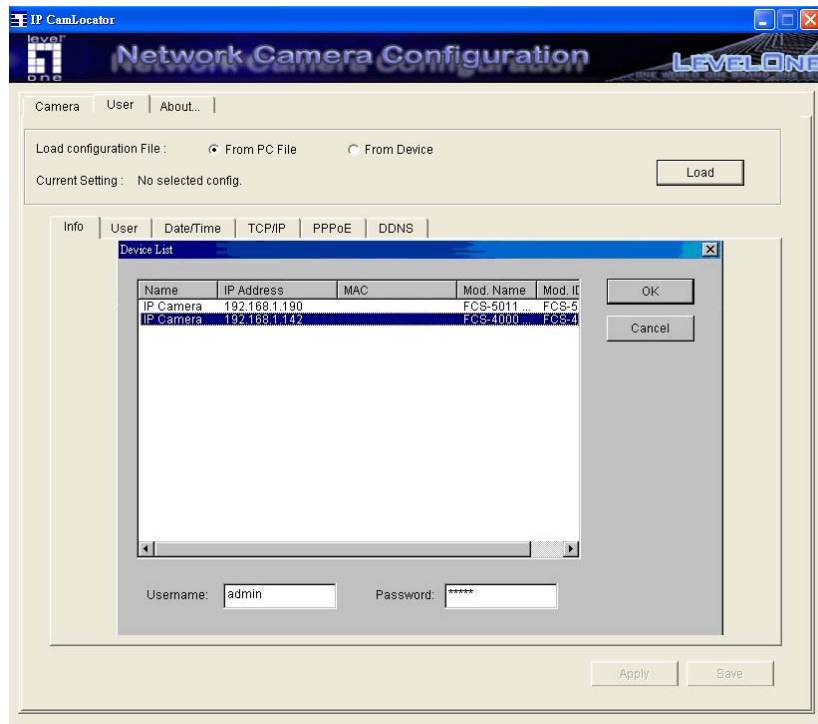 IP CamLocator
level
one
Network Camera Configuration
LEVELONE
Camera User About...
Load configuration File : From PC File From Device
Load
Current Setting : No selected config.
Info User Date/Time TCP/IP PPPoE DDNS
Device List
Name IP Address MAC Mod. Name Mod. ID
IP Camera 192.168.1.190 FCS-5011 ... FCS-5
IP Camera 192.168.1.142 FCS-4000 ... FCS-4
OK
Cancel
Username: admin Password: *****
Apply Save